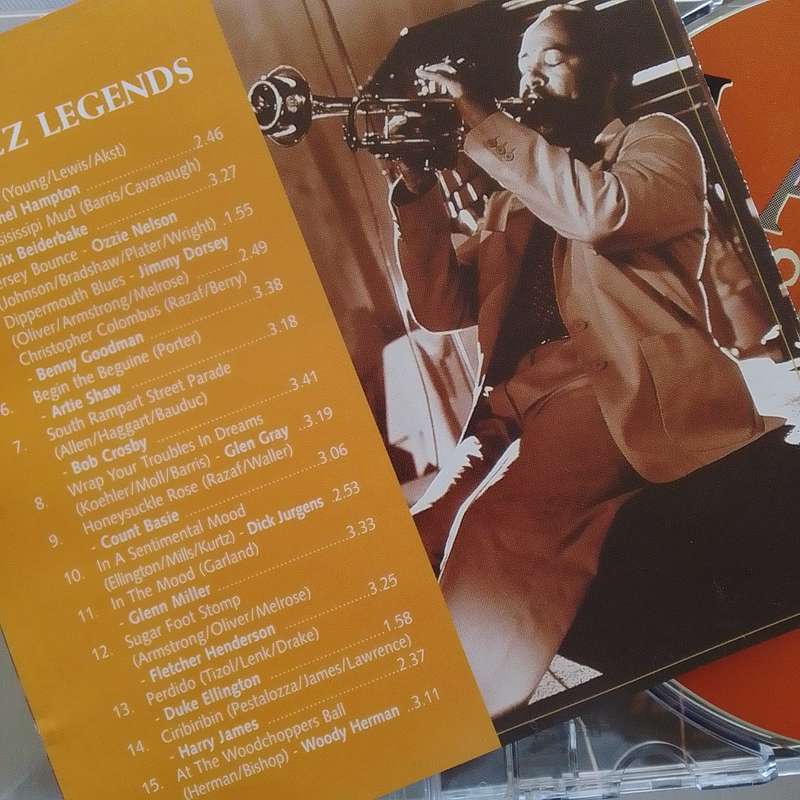 ZZ LEGENDS
(Young/Lewis/Akst)
nel Hampton ..........................2.46
sissippi Mud (Barris/Cavanaugh)
ix Beiderbake ..........................3.27
ersey Bounce - Ozzie Nelson
Johnson/Bradshaw/Plater/Wright) .1.55
Dippermouth Blues - Jimmy Dorsey
(Oliver/Armstrong/Melrose) ..........2.49
Christopher Colombus (Razaf/Berry)
- Benny Goodman ......................3.38
6. Begin the Beguine (Porter)
- Artie Shaw ............................3.18
7. South Rampart Street Parade
(Allen/Haggart/Bauduc)
- Bob Crosby ............................3.41
8. Wrap Your Troubles In Dreams
(Koehler/Moll/Barris) - Glen Gray ..3.19
9. Honeysuckle Rose (Razaf/Waller)
- Count Basie ............................3.06
10. In A Sentimental Mood
(Ellington/Mills/Kurtz) - Dick Jurgens .2.53
11. In The Mood (Garland)
- Glenn Miller ............................3.33
12. Sugar Foot Stomp
(Armstrong/Oliver/Melrose)
- Fletcher Henderson ..................3.25
13. Perdido (Tizol/Lenk/Drake)
- Duke Ellington ........................1.58
14. Ciribiribin (Pestalozza/James/Lawrence)
- Harry James ............................2.37
15. At The Woodchoppers Ball
(Herman/Bishop) - Woody Herman ..3.11